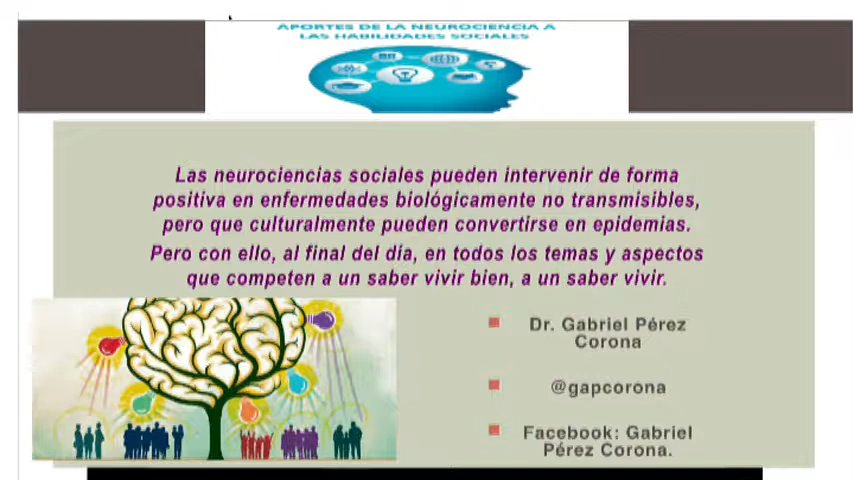 APORTES DE LA NEUROCIENCIA A
LAS HABILIDADES SOCIALES
Las neurociencias sociales pueden intervenir de forma
positiva en enfermedades biológicamente no transmisibles,
pero que culturalmente pueden convertirse en epidemias.
Pero con ello, al final del día, en todos los temas y aspectos
que competen a un saber vivir bien, a un saber vivir.
Dr. Gabriel Pérez
Corona
@gapcorona
Facebook: Gabriel
Pérez Corona.